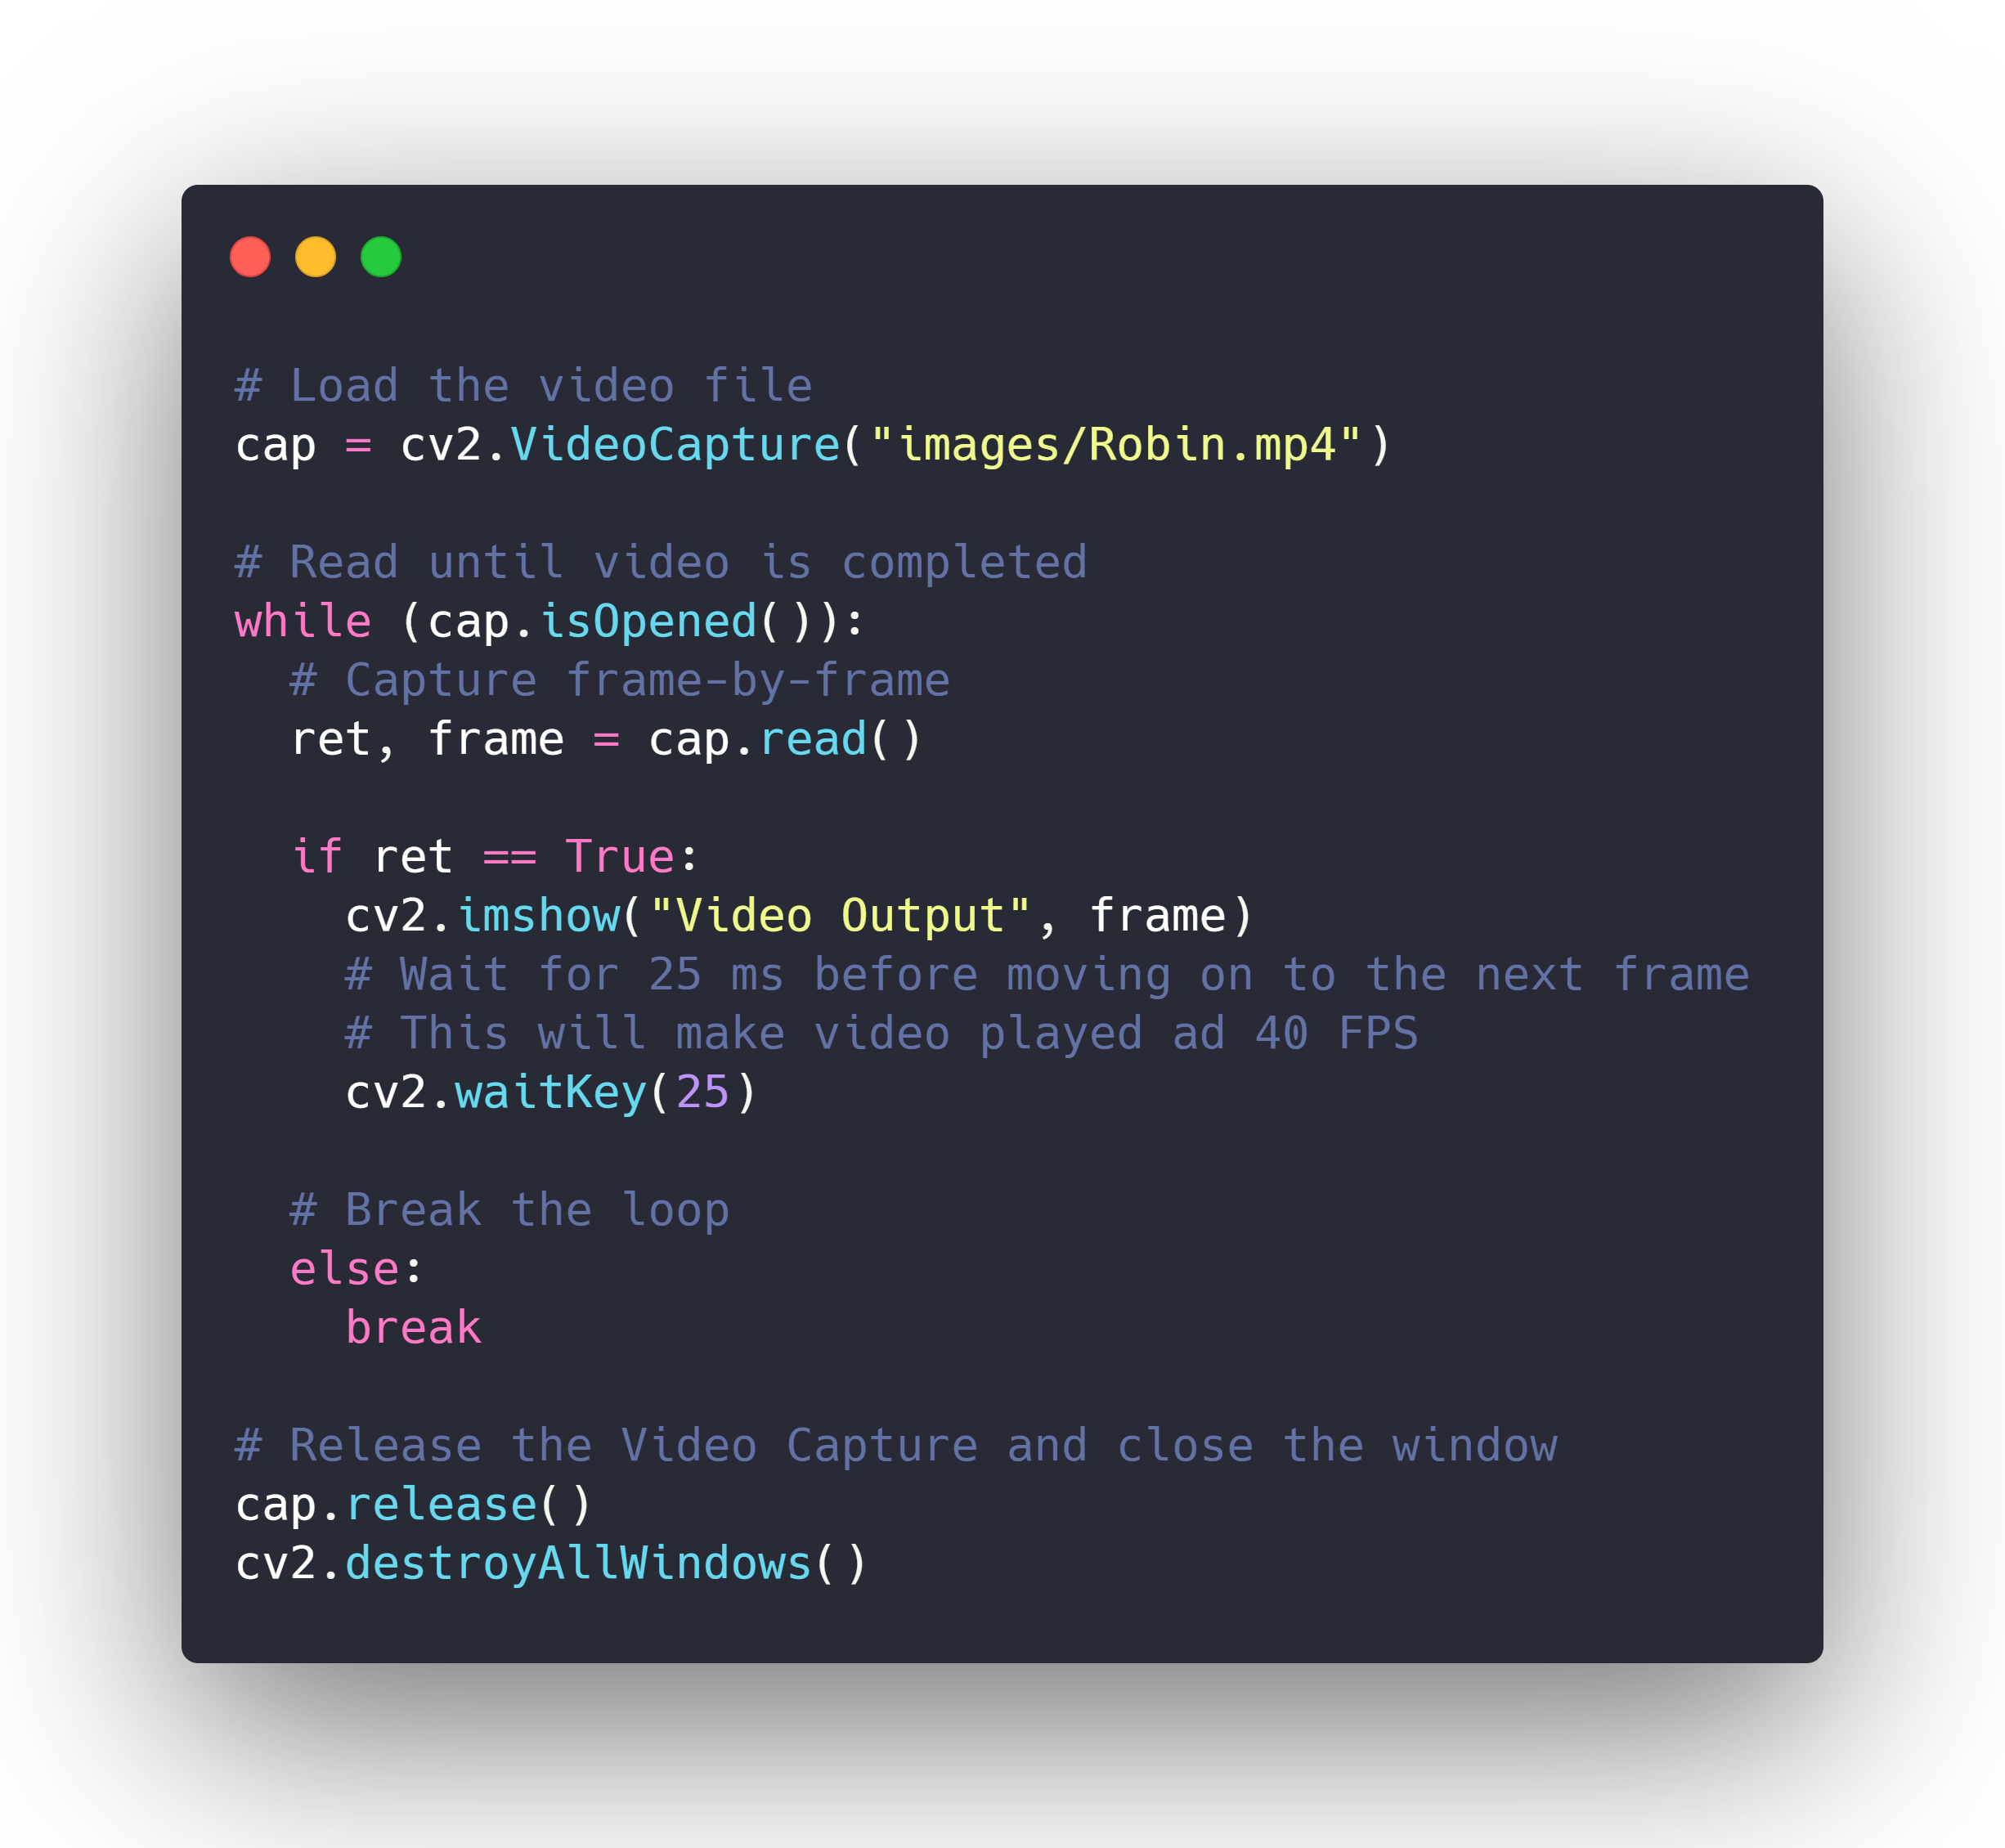 # Load the video file
cap = cv2.VideoCapture("images/Robin.mp4")

# Read until video is completed
while (cap.isOpened()):
  # Capture frame-by-frame
  ret, frame = cap.read()

  if ret == True:
    cv2.imshow("Video Output", frame)
    # Wait for 25 ms before moving on to the next frame
    # This will make video played ad 40 FPS
    cv2.waitKey(25)

  # Break the loop
  else:
    break

# Release the Video Capture and close the window
cap.release()
cv2.destroyAllWindows()